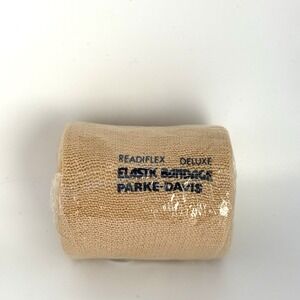 READIFLEX DELUXE
ELASTIC BANDAGE
PARKE-DAVIS